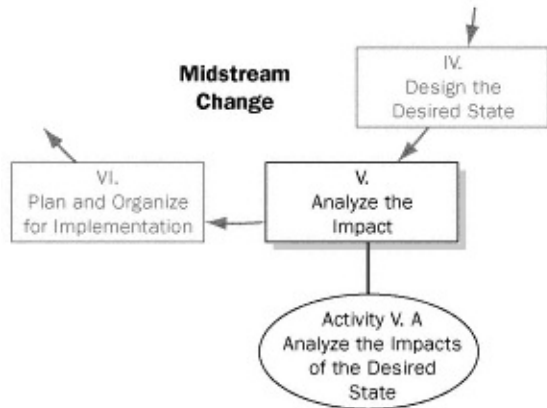 Midstream
Change
IV.
Design the
Desired State
V.
Analyze the
Impact
VI.
Plan and Organize
for Implementation
Activity V. A
Analyze the Impacts
of the Desired
State